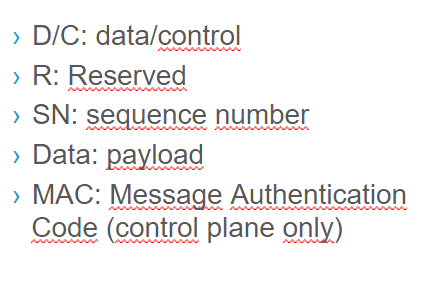 › D/C: data/control
› R: Reserved
› SN: sequence number
› Data: payload
› MAC: Message Authentication
Code (control plane only)